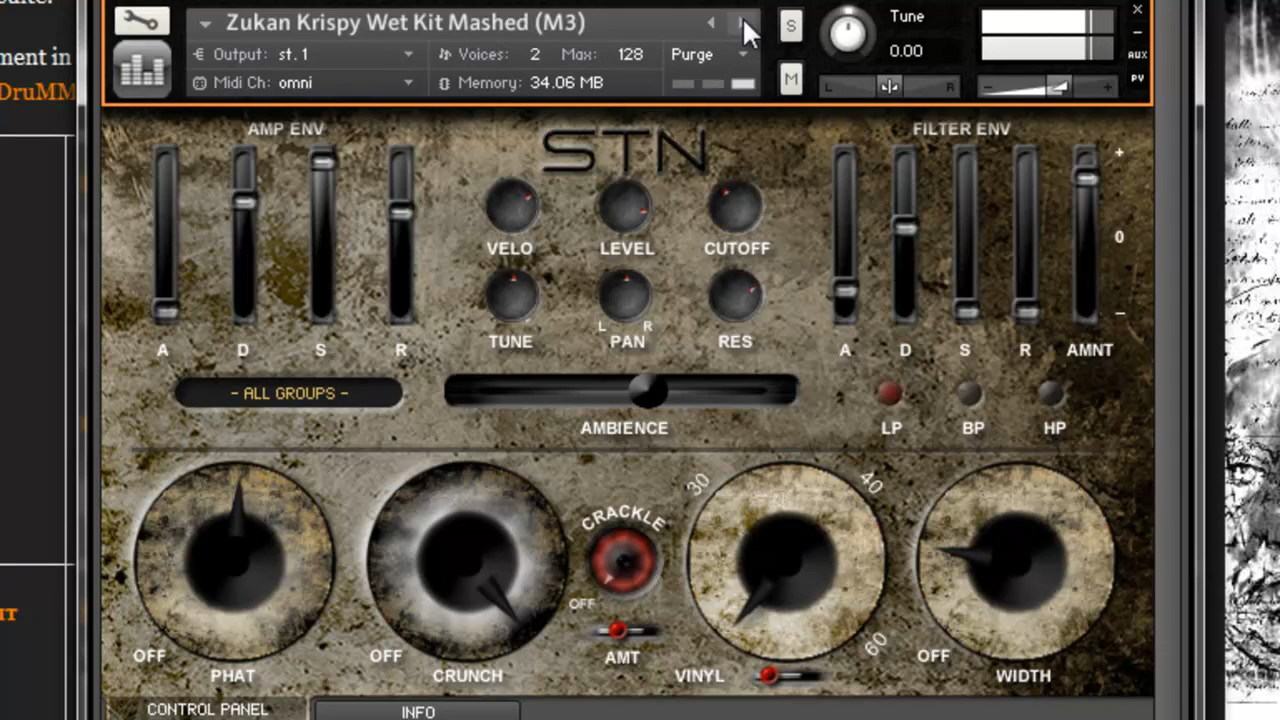 ment in
DruMM
Zukan Krispy Wet Kit Mashed (M3)
Output: st. 1
Voices: 2 Max: 128
Purge
Midi Ch: omni
Memory: 34.06 MB
S
M
Tune
0.00
L R
- +
×
-
AUX
PV
AMP ENV
STN
FILTER ENV
VELO LEVEL CUTOFF
+
0
-
L R
TUNE PAN RES
A D S R
A D S R AMNT
- ALL GROUPS -
AMBIENCE
LP BP HP
30 40
CRACKLE
OFF
AMT
60
OFF OFF OFF
PHAT CRUNCH VINYL WIDTH
CONTROL PANEL INFO